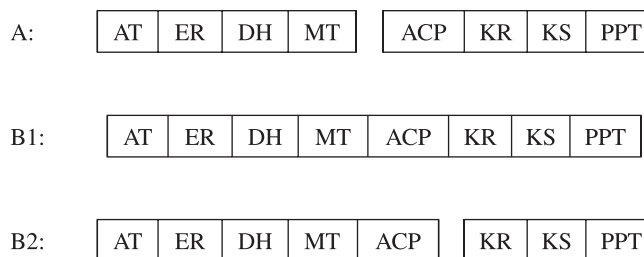 A: AT ER DH MT ACP KR KS PPT
B1: AT ER DH MT ACP KR KS PPT
B2: AT ER DH MT ACP KR KS PPT